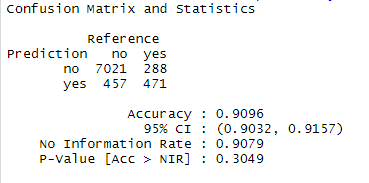 Confusion Matrix and Statistics
Reference
Prediction no yes
no 7021 288
yes 457 471
Accuracy : 0.9096
95% CI : (0.9032, 0.9157)
No Information Rate : 0.9079
P-Value [Acc > NIR] : 0.3049